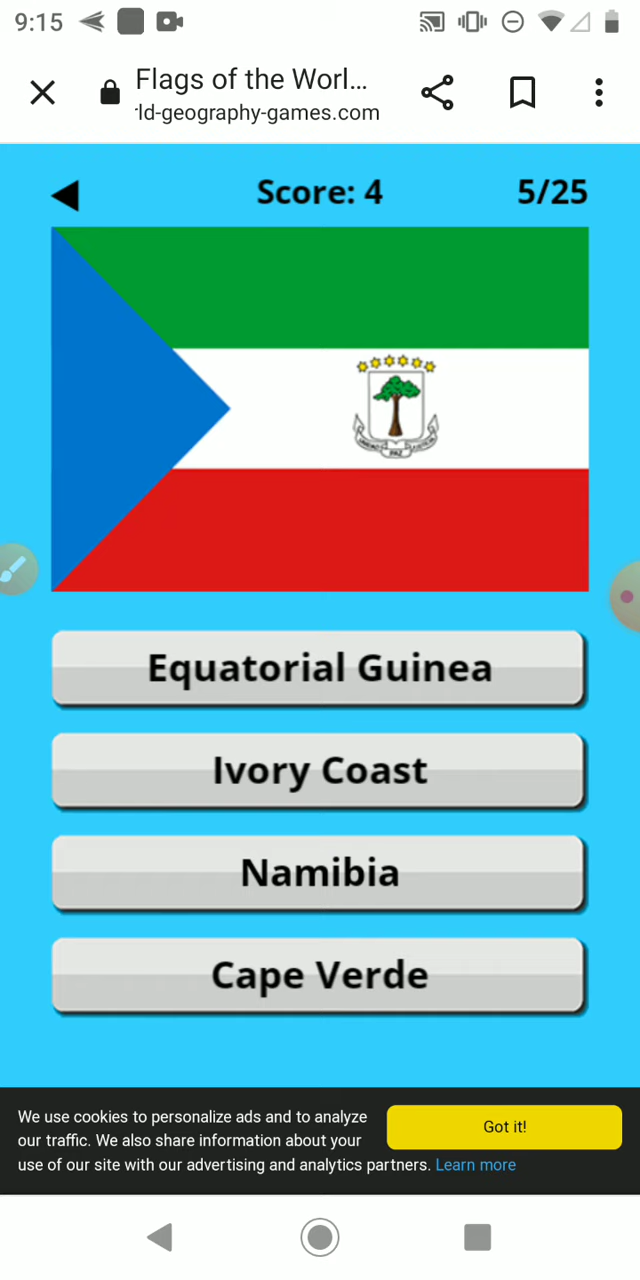 9:15
Flags of the Worl...
rld-geography-games.com
Score: 4
5/25
PAZ
Equatorial Guinea
Ivory Coast
Namibia
Cape Verde
We use cookies to personalize ads and to analyze
our traffic. We also share information about your
use of our site with our advertising and analytics partners. Learn more
Got it!